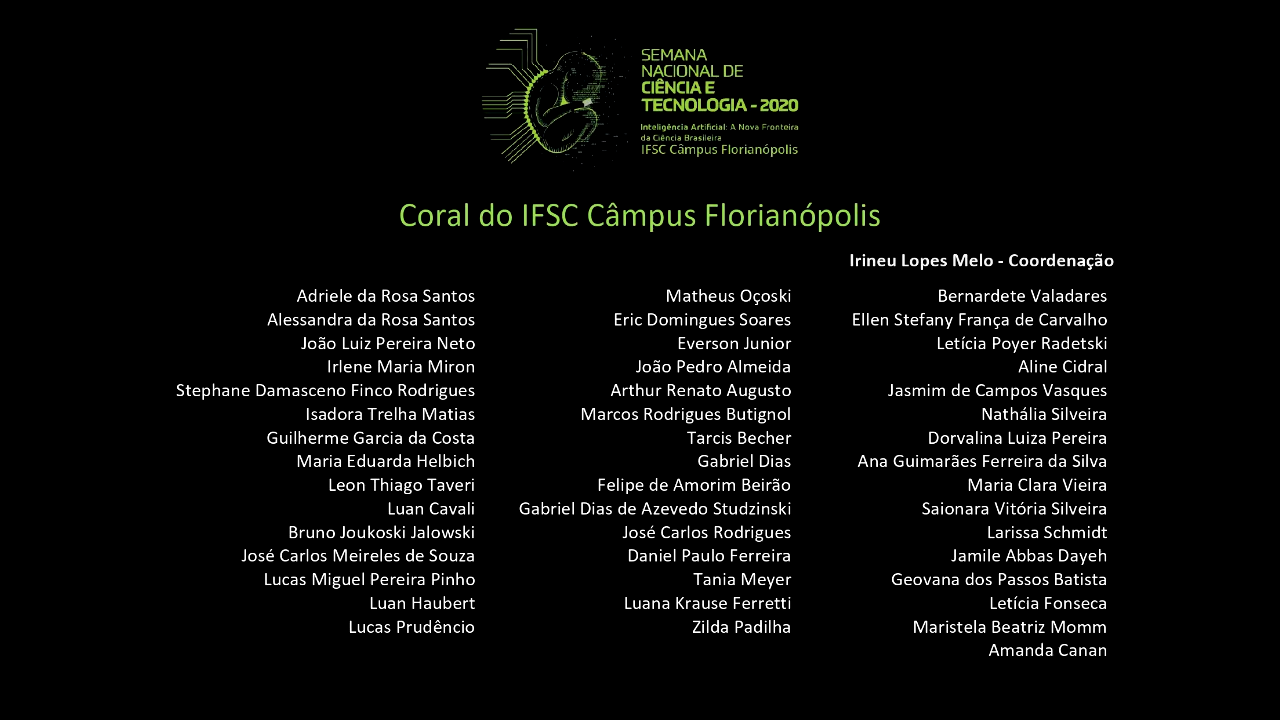 SEMANA
NACIONAL DE
CIÊNCIA E
TECNOLOGIA - 2020
Inteligência Artificial: A Nova Fronteira
da Ciência Brasileira
IFSC Câmpus Florianópolis
Coral do IFSC Câmpus Florianópolis
Irineu Lopes Melo - Coordenação
Adriele da Rosa Santos
Alessandra da Rosa Santos
João Luiz Pereira Neto
Irlene Maria Miron
Stephane Damasceno Finco Rodrigues
Isadora Trelha Matias
Guilherme Garcia da Costa
Maria Eduarda Helbich
Leon Thiago Taveri
Luan Cavali
Bruno Joukoski Jalowski
José Carlos Meireles de Souza
Lucas Miguel Pereira Pinho
Luan Haubert
Lucas Prudêncio
Matheus Oçoski
Eric Domingues Soares
Everson Junior
João Pedro Almeida
Arthur Renato Augusto
Marcos Rodrigues Butignol
Tarcis Becher
Gabriel Dias
Felipe de Amorim Beirão
Gabriel Dias de Azevedo Studzinski
José Carlos Rodrigues
Daniel Paulo Ferreira
Tania Meyer
Luana Krause Ferretti
Zilda Padilha
Bernardete Valadares
Ellen Stefany França de Carvalho
Letícia Poyer Radetski
Aline Cidral
Jasmim de Campos Vasques
Nathália Silveira
Dorvalina Luiza Pereira
Ana Guimarães Ferreira da Silva
Maria Clara Vieira
Saionara Vitória Silveira
Larissa Schmidt
Jamile Abbas Dayeh
Geovana dos Passos Batista
Letícia Fonseca
Maristela Beatriz Momm
Amanda Canan